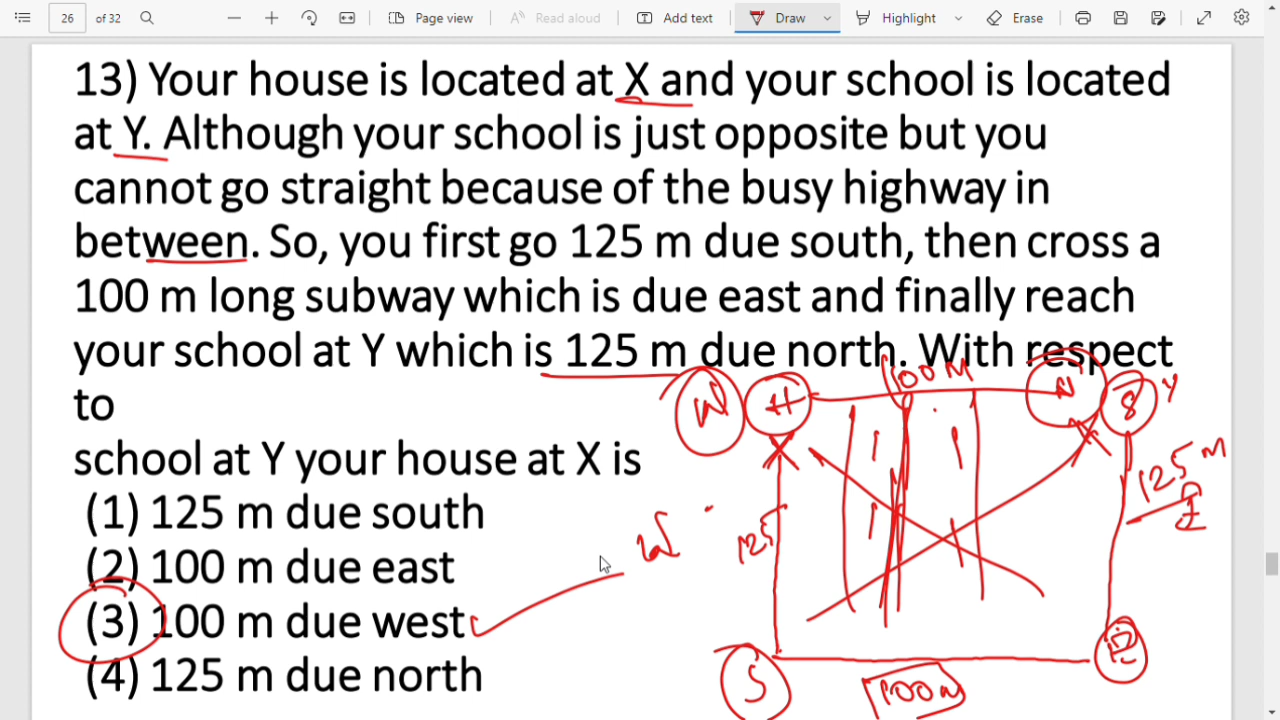 26 of 32 Page view Read aloud Add text Draw Highlight Erase
13) Your house is located at X and your school is located
at Y. Although your school is just opposite but you
cannot go straight because of the busy highway in
between. So, you first go 125 m due south, then cross a
100 m long subway which is due east and finally reach
your school at Y which is 125 m due north. With respect
to
school at Y your house at X is
(1) 125 m due south
(2) 100 m due east
(3) 100 m due west
(4) 125 m due north
100 M
W H N S Y
125 M
W 125
S
100 M